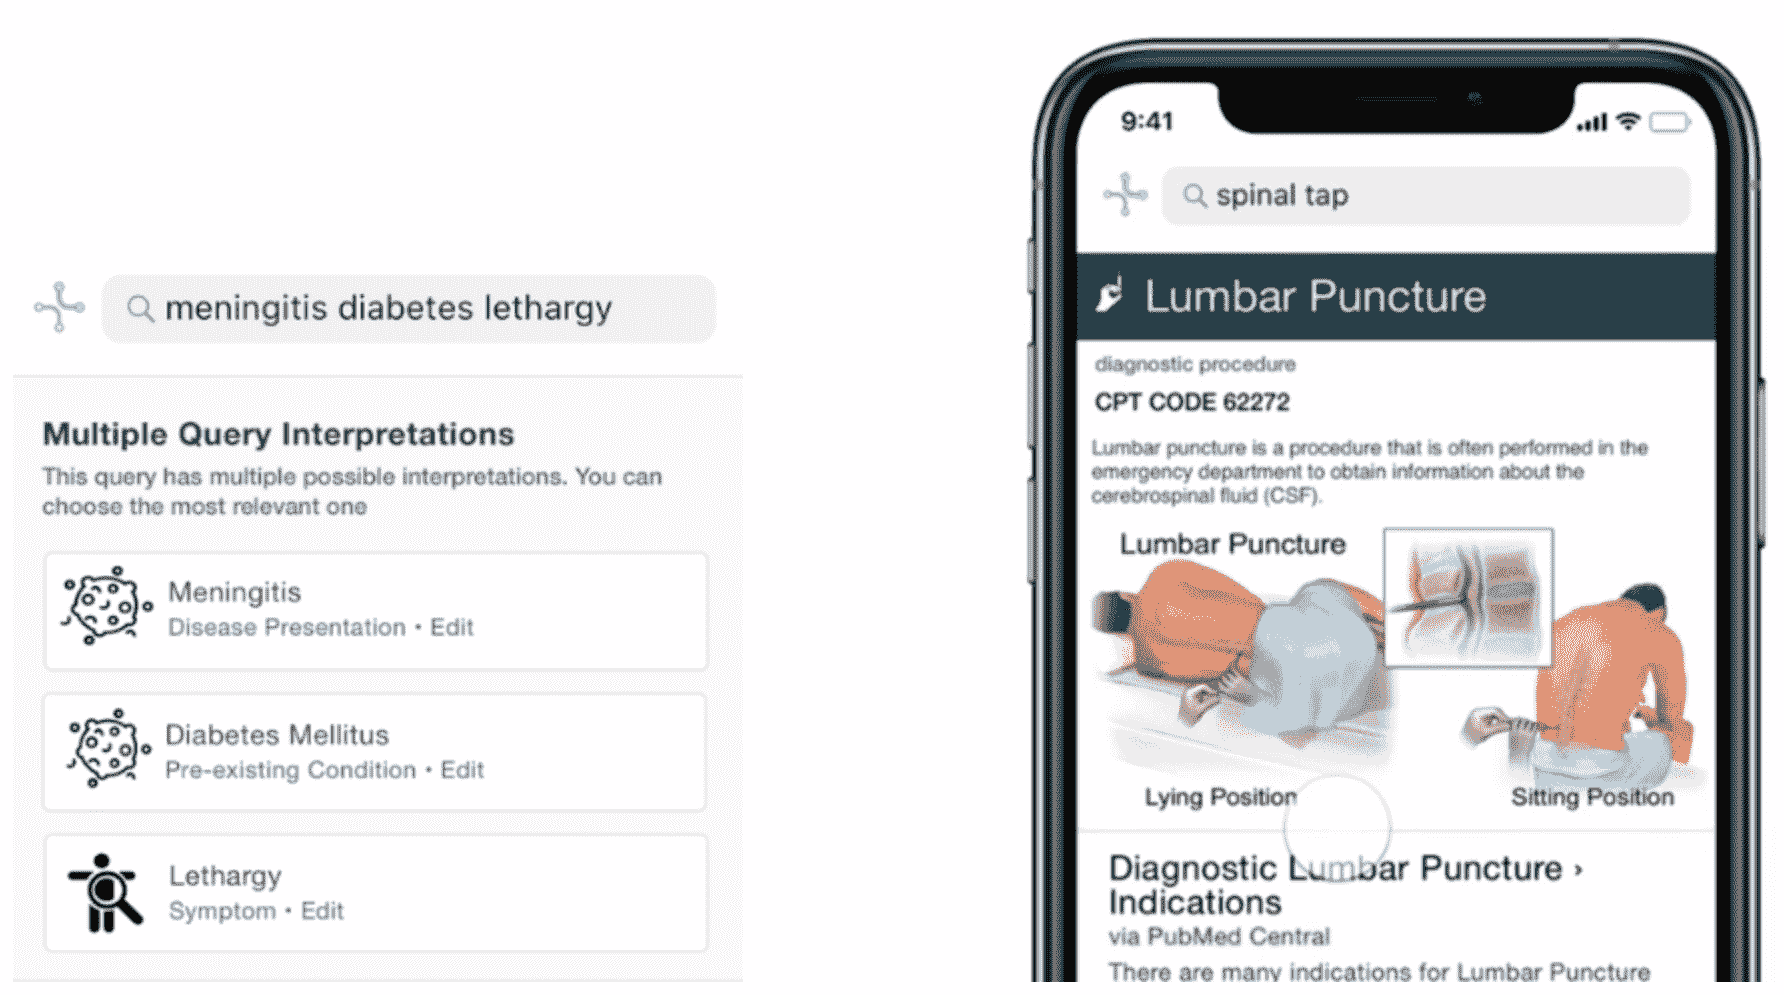 meningitis diabetes lethargy
Multiple Query Interpretations
This query has multiple possible interpretations. You can
choose the most relevant one
Meningitis
Disease Presentation • Edit
Diabetes Mellitus
Pre-existing Condition • Edit
Lethargy
Symptom • Edit
9:41
spinal tap
Lumbar Puncture
diagnostic procedure
CPT CODE 62272
Lumbar puncture is a procedure that is often performed in the
emergency department to obtain information about the
cerebrospinal fluid (CSF).
Lumbar Puncture
Lying Position
Sitting Position
Diagnostic Lumbar Puncture ›
Indications
via PubMed Central
There are many indications for Lumbar Puncture